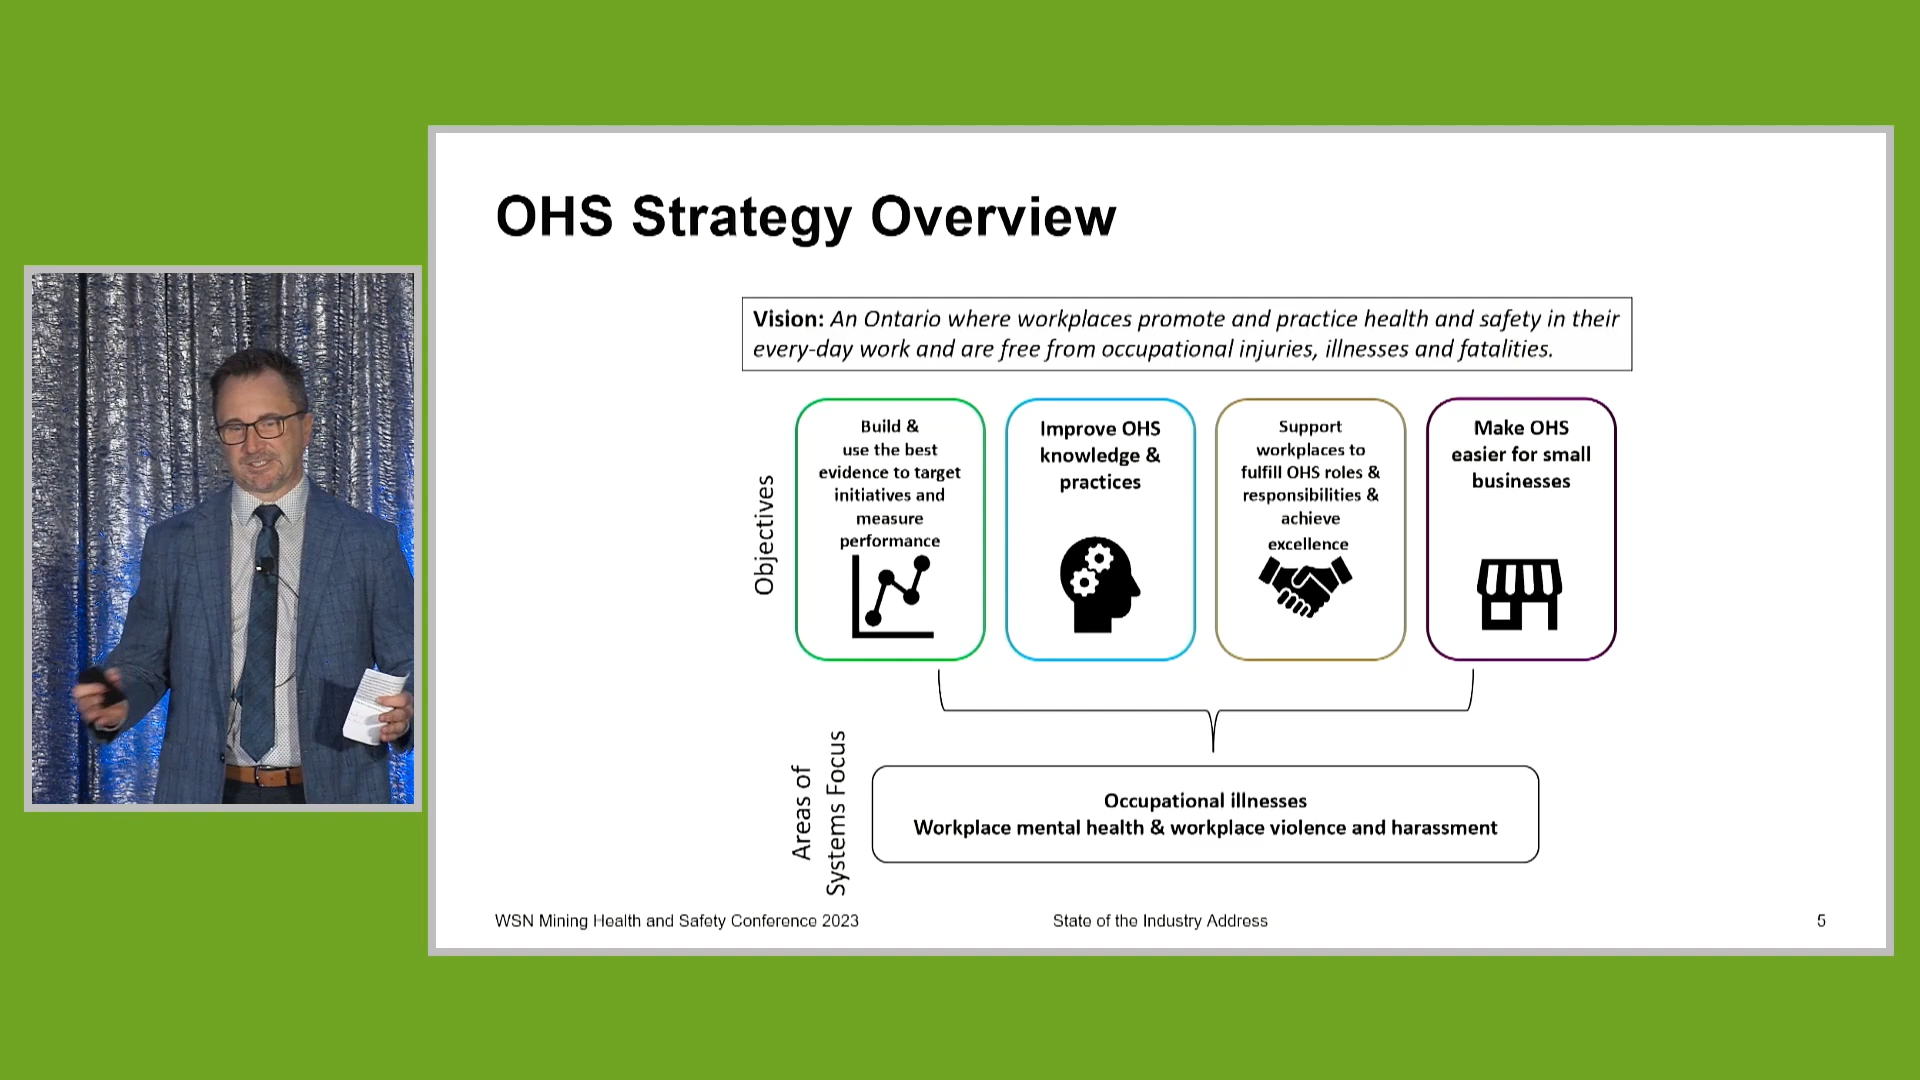 OHS Strategy Overview
Vision: An Ontario where workplaces promote and practice health and safety in their
every-day work and are free from occupational injuries, illnesses and fatalities.
Objectives
Build &
use the best
evidence to target
initiatives and
measure
performance
Improve OHS
knowledge &
practices
Support
workplaces to
fulfill OHS roles &
responsibilities &
achieve
excellence
Make OHS
easier for small
businesses
Areas of
Systems Focus
Occupational illnesses
Workplace mental health & workplace violence and harassment
WSN Mining Health and Safety Conference 2023
State of the Industry Address
5